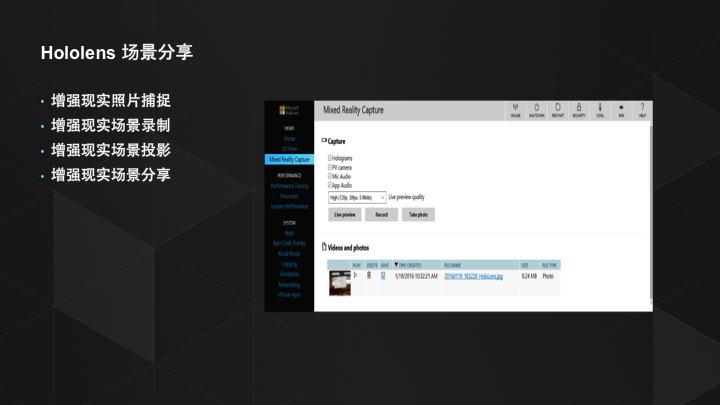 Hololens 场景分享
• 增强现实照片捕捉
• 增强现实场景录制
• 增强现实场景投影
• 增强现实场景分享
Microsoft
HoloLens
VIEWS
Home
3D View
Mixed Reality Capture
PERFORMANCE
Performance Tracing
Processes
System Performance
SYSTEM
Apps
App Crash Dumps
Kiosk Mode
Logging
Simulation
Networking
Virtual Input
Mixed Reality Capture
ONLINE SHUTDOWN RESTART SECURITY COOL MIN HELP
Capture
Holograms
PV camera
Mic Audio
App Audio
High (720p, 30fps, 5 Mbits) Live preview quality
Live preview Record Take photo
Videos and photos
PLAY DELETE SAVE TIME CREATED FILE NAME SIZE FILE TYPE
1/19/2016 10:32:21 AM 20160119_103220_HoloLens.jpg 0.24 MB Photo